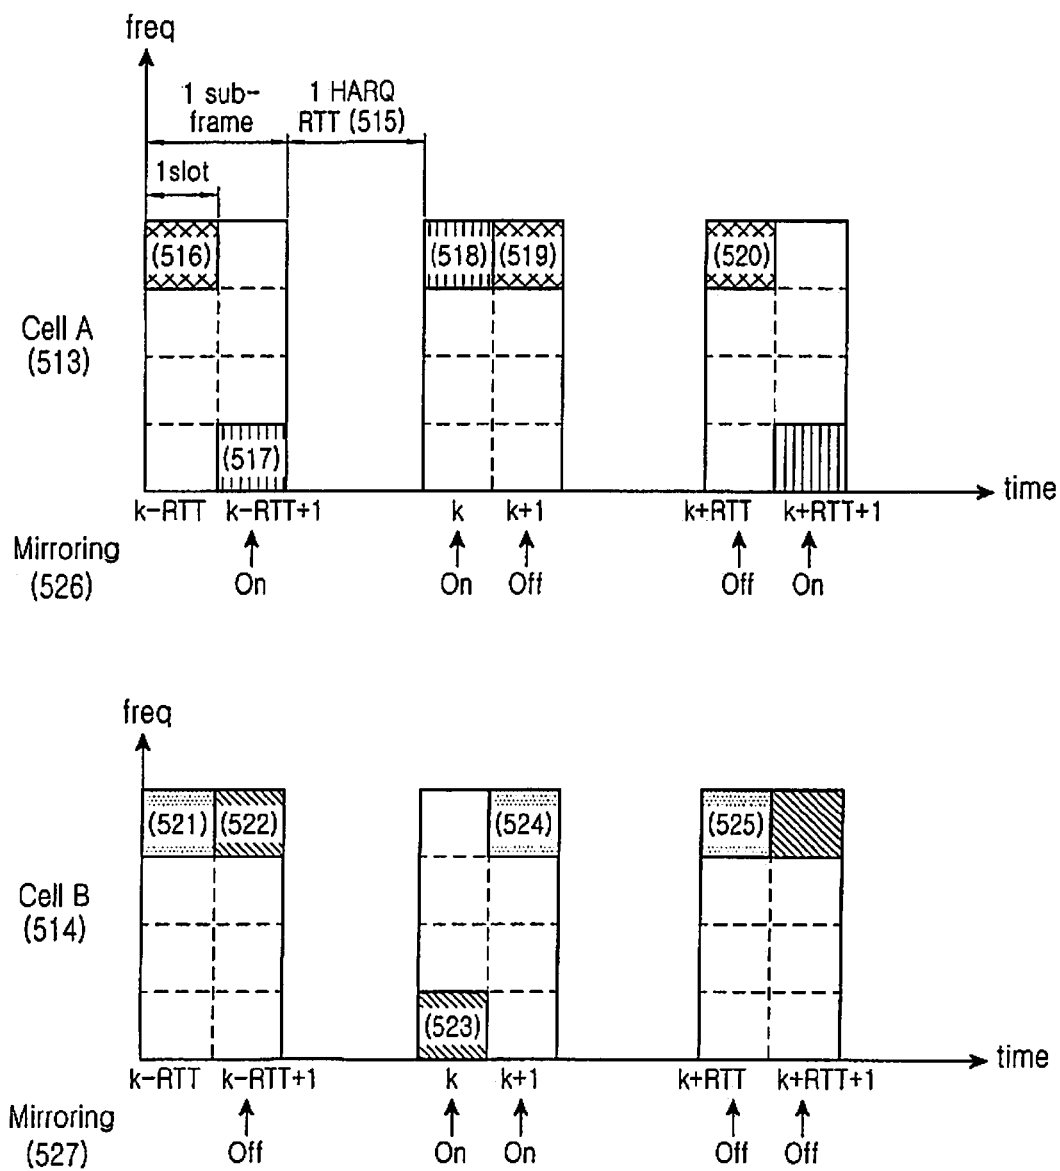 freq
1 sub-
frame
1 HARQ
RTT (515)
1slot
(516)
(518)
(519)
(520)
Cell A
(513)
(517)
time
k-RTT
k-RTT+1
k
k+1
k+RTT
k+RTT+1
Mirroring
(526)
On
On
Off
Off
On
freq
(521)
(522)
(524)
(525)
Cell B
(514)
(523)
time
k-RTT
k-RTT+1
k
k+1
k+RTT
k+RTT+1
Mirroring
(527)
Off
On
On
Off
Off